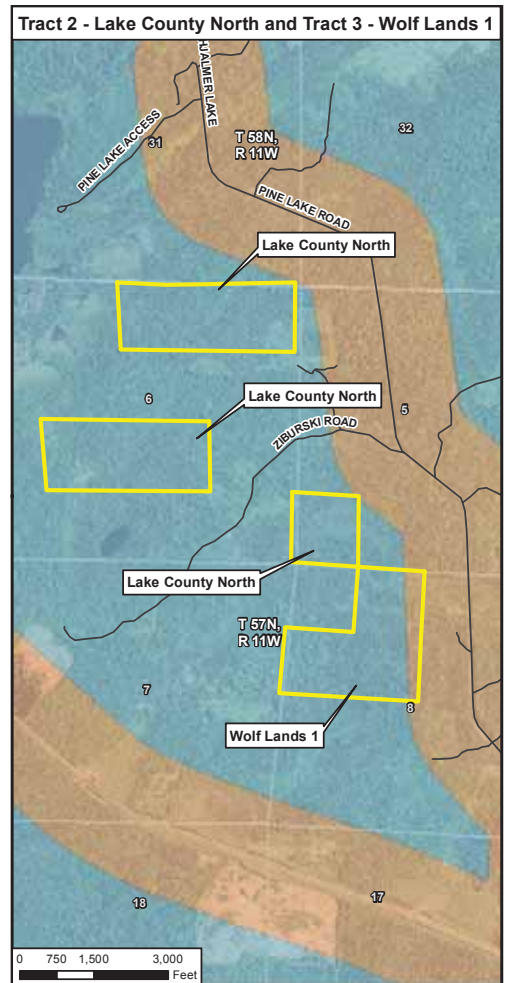 Tract 2 - Lake County North and Tract 3 - Wolf Lands 1
HJALMER LAKE
PINE LAKE ACCESS
31
T 58N,
R 11W
32
PINE LAKE ROAD
Lake County North
6
Lake County North
5
ZIBURSKI ROAD
Lake County North
T 57N,
R 11W
7
8
Wolf Lands 1
17
18
0 750 1,500 3,000
Feet